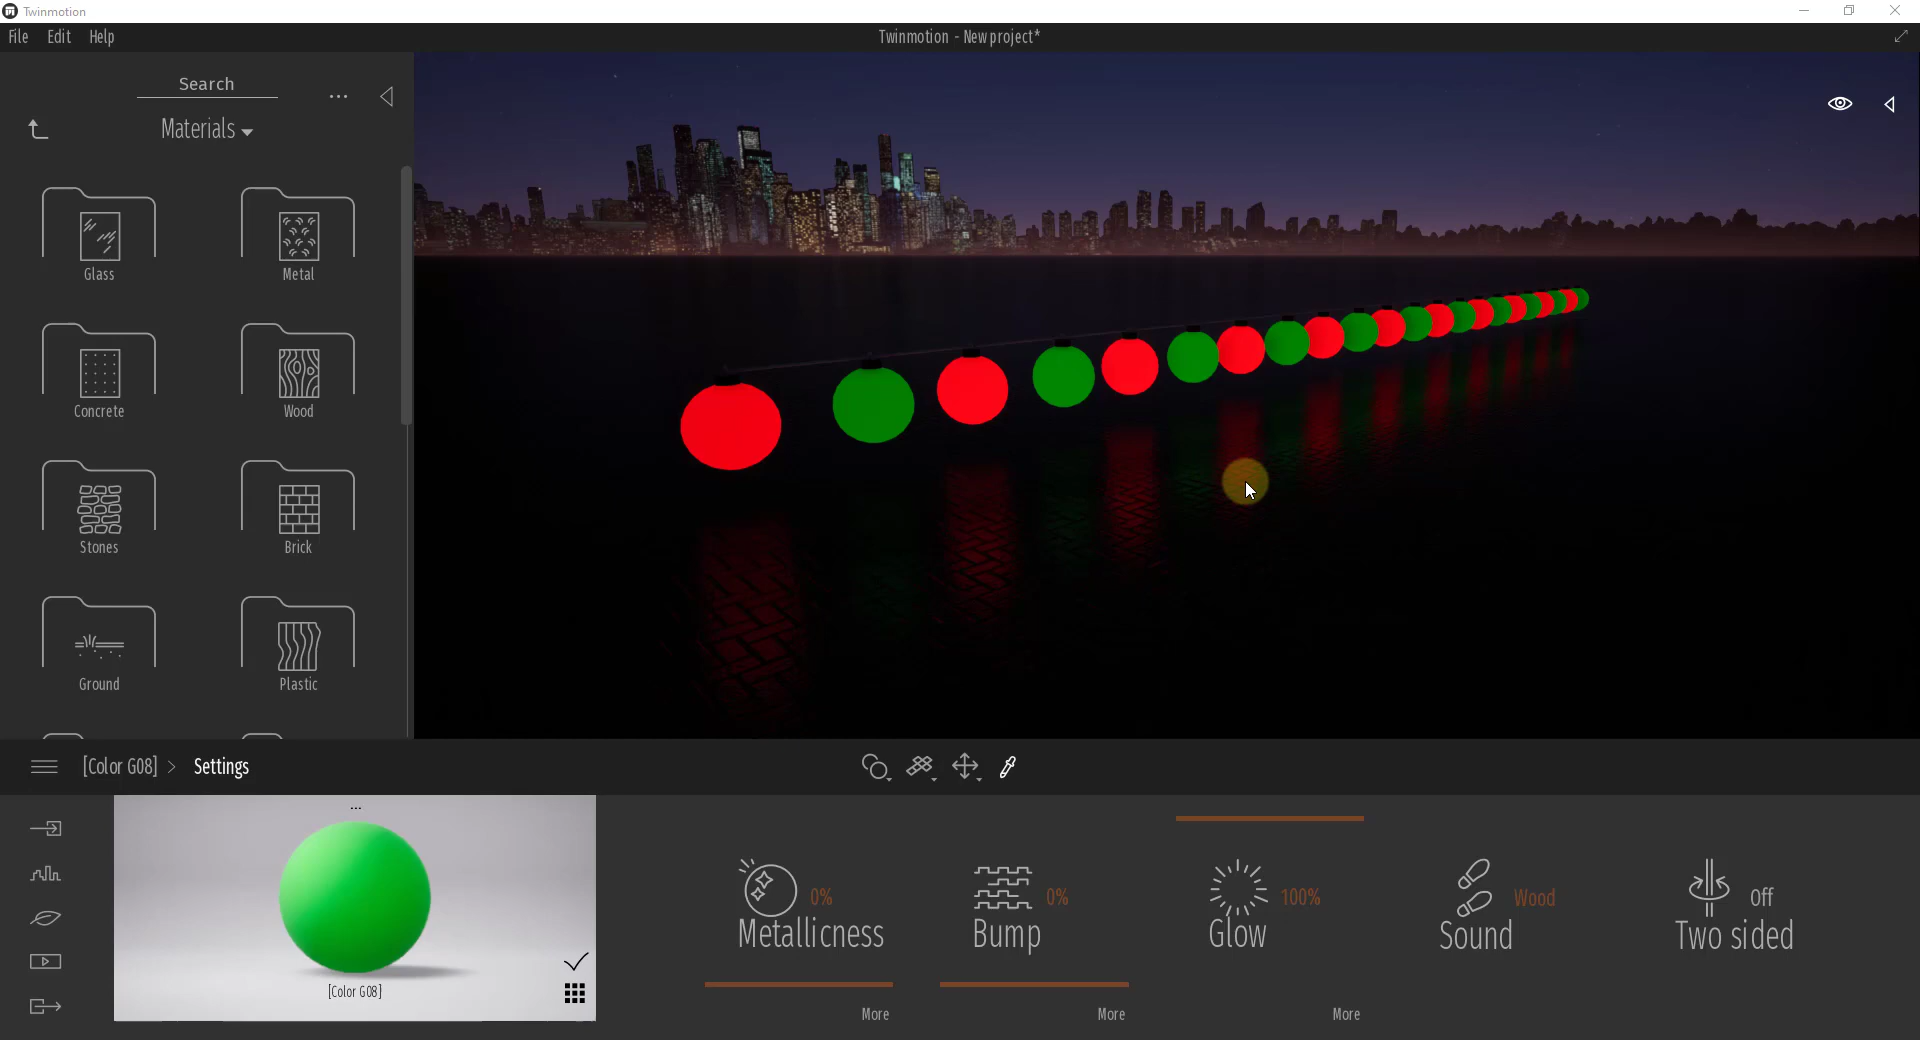 Twinmotion
File Edit Help
Twinmotion - New project*
Search
...
Materials
Glass
Metal
Concrete
Wood
Stones
Brick
Ground
Plastic
[Color G08] > Settings
...
[Color G08]
0%
Metallicness
More
0%
Bump
More
100%
Glow
More
Wood
Sound
Off
Two sided